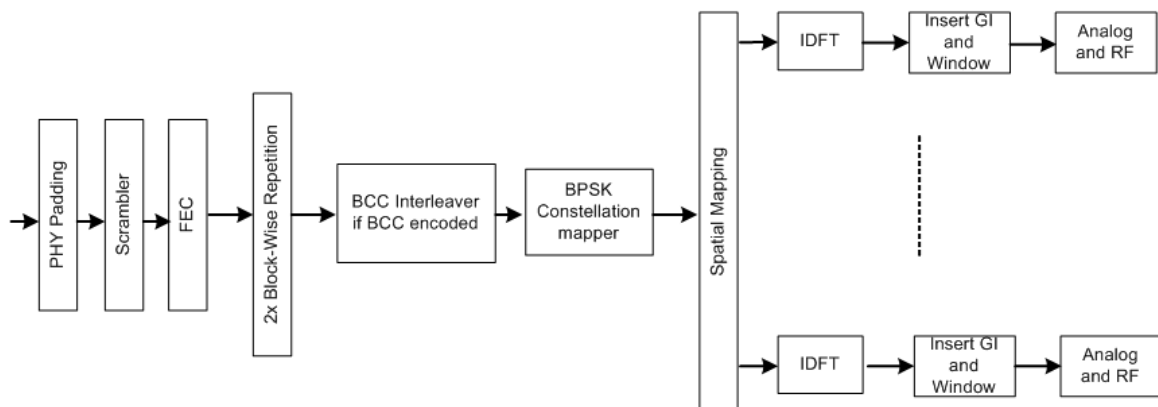 PHY Padding
Scrambler
FEC
2x Block-Wise Repetition
BCC Interleaver
if BCC encoded
BPSK
Constellation
mapper
Spatial Mapping
IDFT
Insert GI
and
Window
Analog
and RF
IDFT
Insert GI
and
Window
Analog
and RF